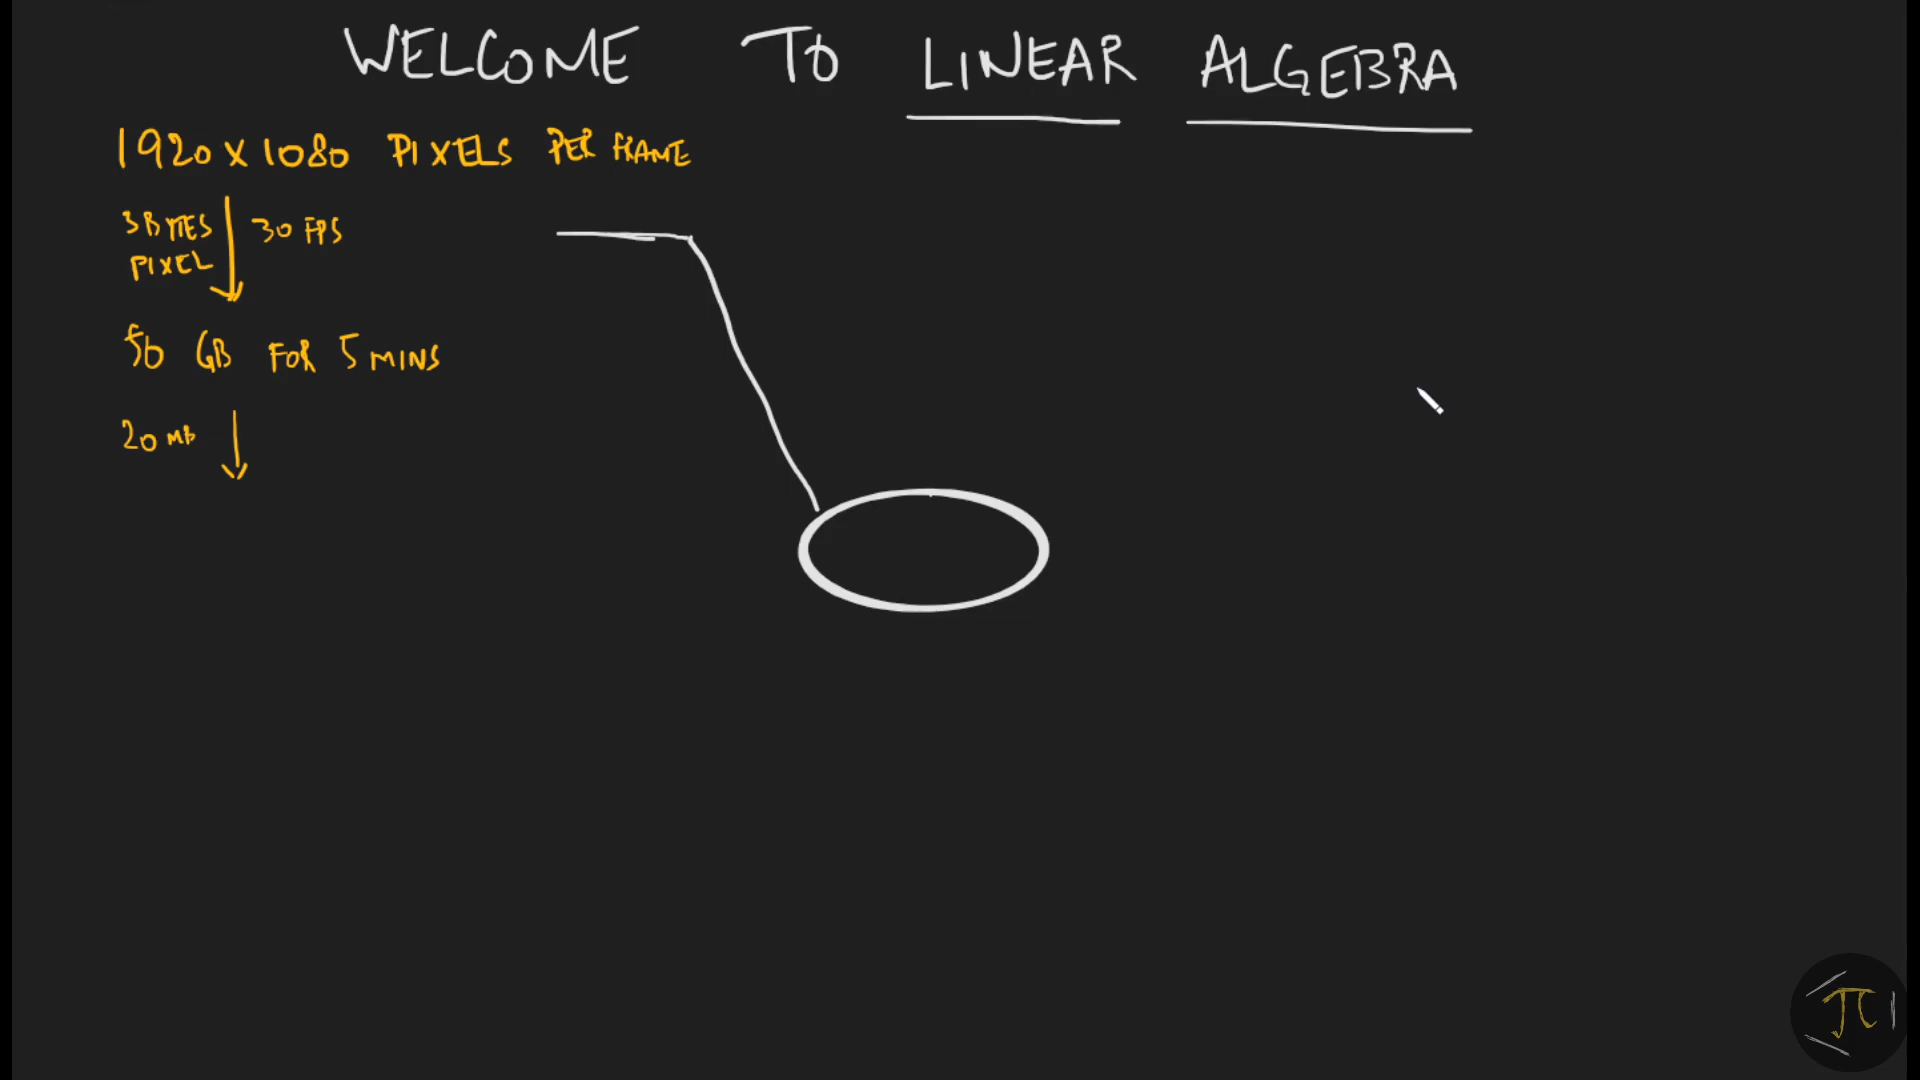 WELCOME TO LINEAR ALGEBRA
1920 X 1080 PIXELS PER FRAME
3 BYTES
PIXEL
30 FPS
50 GB FOR 5 MINS
20 MB
π